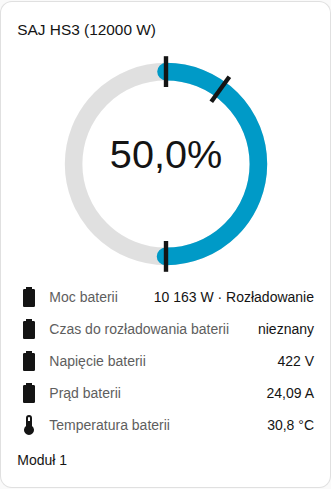 SAJ HS3 (12000 W)
50,0%
Moc baterii 10 163 W · Rozładowanie
Czas do rozładowania baterii nieznany
Napięcie baterii 422 V
Prąd baterii 24,09 A
Temperatura baterii 30,8 °C
Moduł 1